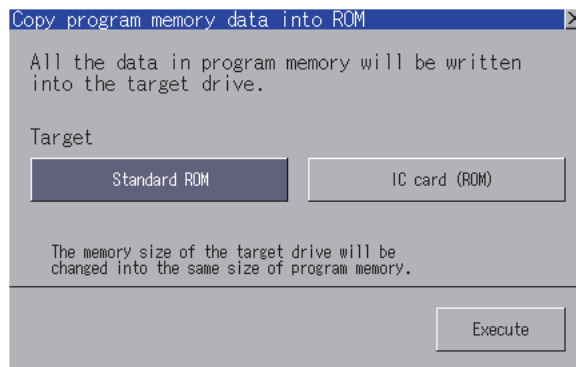 Copy program memory data into ROM
All the data in program memory will be written
into the target drive.
Target
Standard ROM
IC card (ROM)
The memory size of the target drive will be
changed into the same size of program memory.
Execute